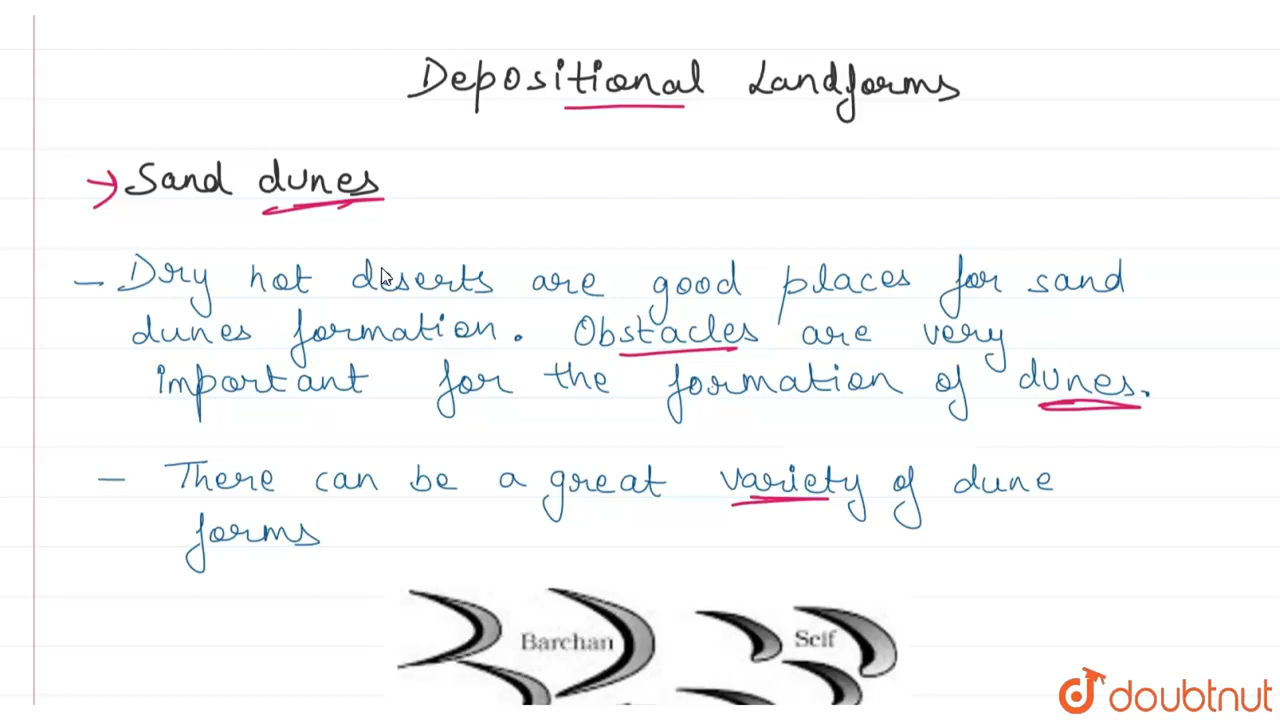 Depositional Landforms
→ Sand dunes
- Dry hot deserts are good places for sand
dunes formation. Obstacles are very
important for the formation of dunes.
- There can be a great variety of dune
forms
Barchan
Seif
doubtnut